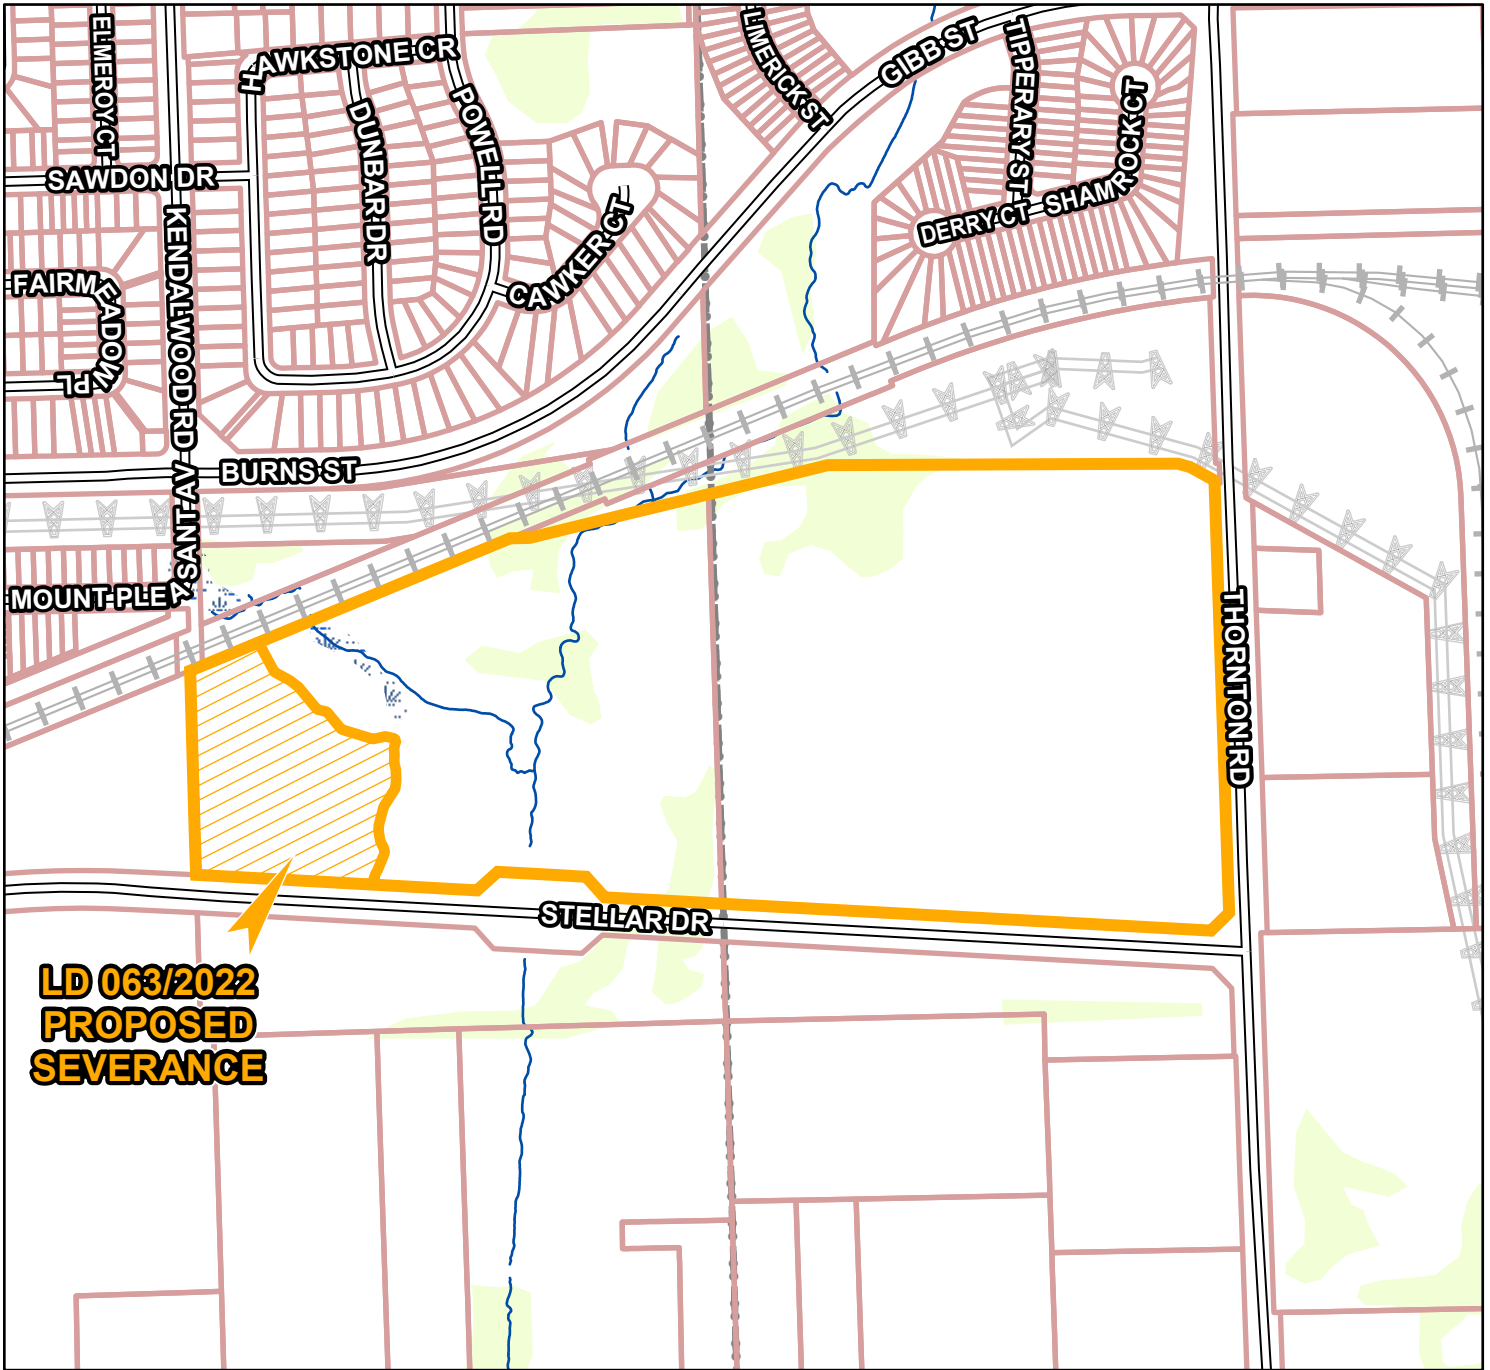 ELMEROY CT
HAWKSTONE CR
LIMERICK ST
GIBB ST
TIPPERARY ST
SHAMROCK CT
DUNBAR DR
POWELL RD
SAWDON DR
DERRY CT
KENDALWOOD RD
CAWKER CT
FAIRMEADOW PL
BURNS ST
MOUNT PLEASANT AV
THORNTON RD
STELLAR DR
LD 063/2022
PROPOSED
SEVERANCE